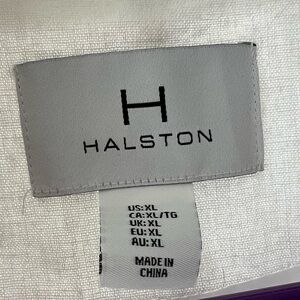 H
HALSTON
US:XL
CA:XL/TG
UK:XL
EU:XL
AU:XL
MADE IN
CHINA